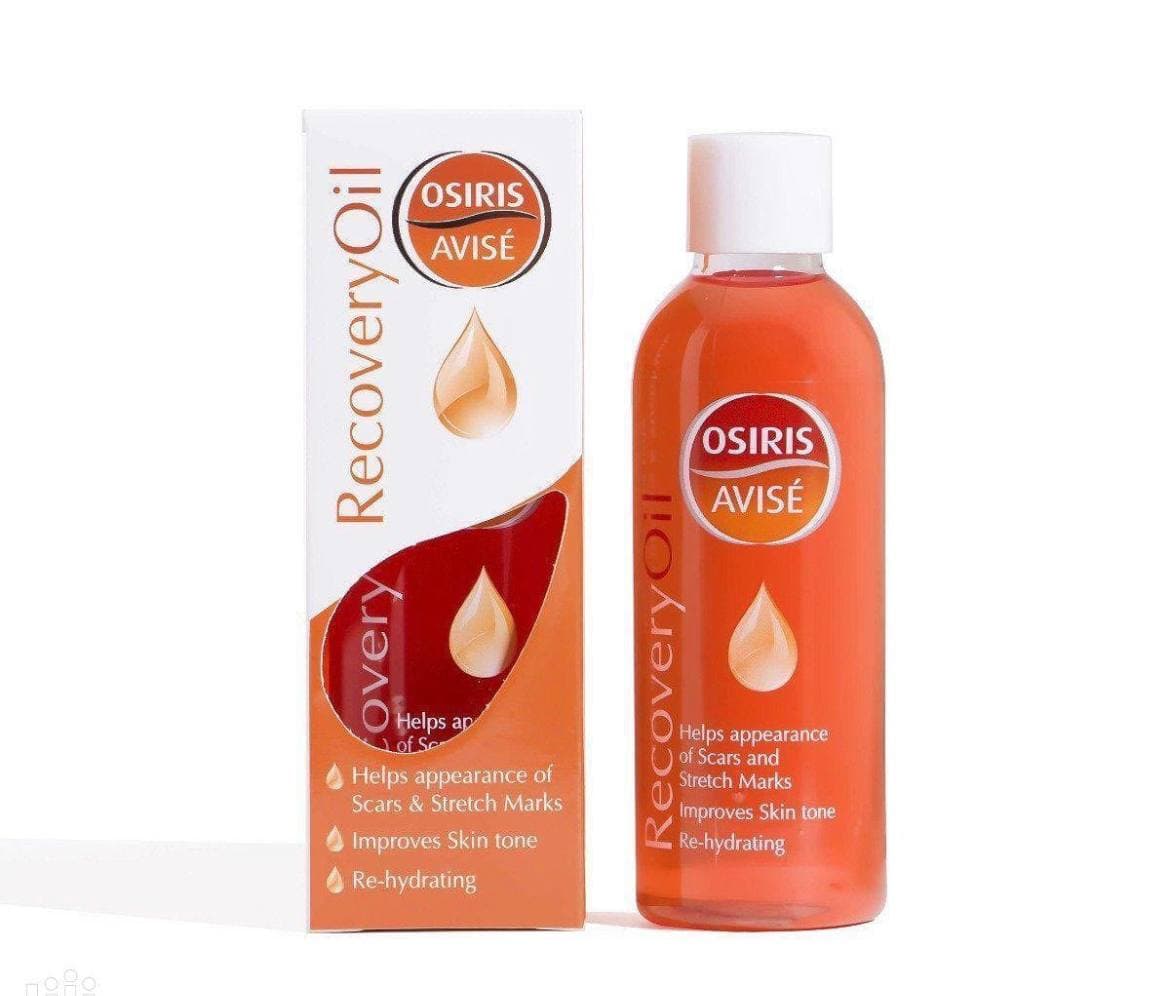 RecoveryOil
OSIRIS
AVISÉ
overy
Helps ap
of Sc
Helps appearance of
Scars & Stretch Marks
Improves Skin tone
Re-hydrating
OSIRIS
AVISÉ
RecoveryOil
Helps appearance
of Scars and
Stretch Marks
Improves Skin tone
Re-hydrating